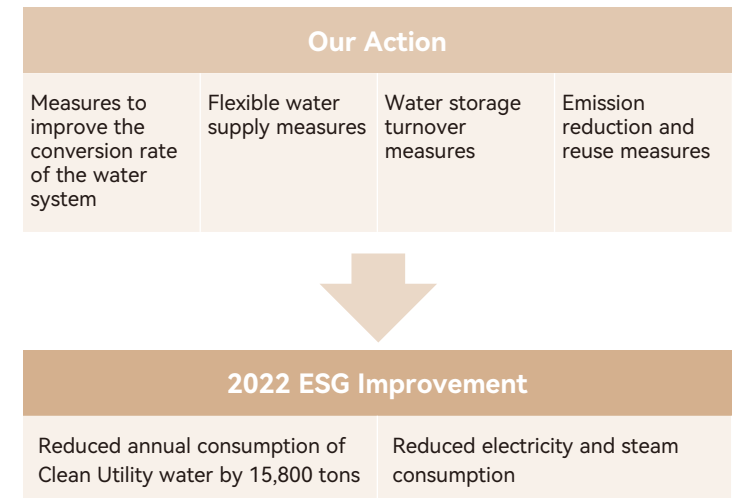 Our Action
Measures to
improve the
conversion rate
of the water
system
Flexible water
supply measures
Water storage
turnover
measures
Emission
reduction and
reuse measures
2022 ESG Improvement
Reduced annual consumption of
Clean Utility water by 15,800 tons
Reduced electricity and steam
consumption